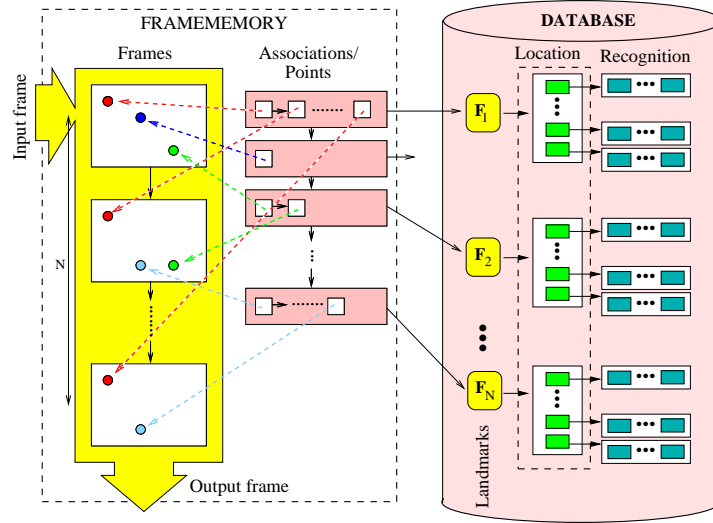 FRAMEMEMORY
Frames
Associations/
Points
Input frame
N
Output frame
DATABASE
Location
Recognition
F1
F2
FN
Landmarks